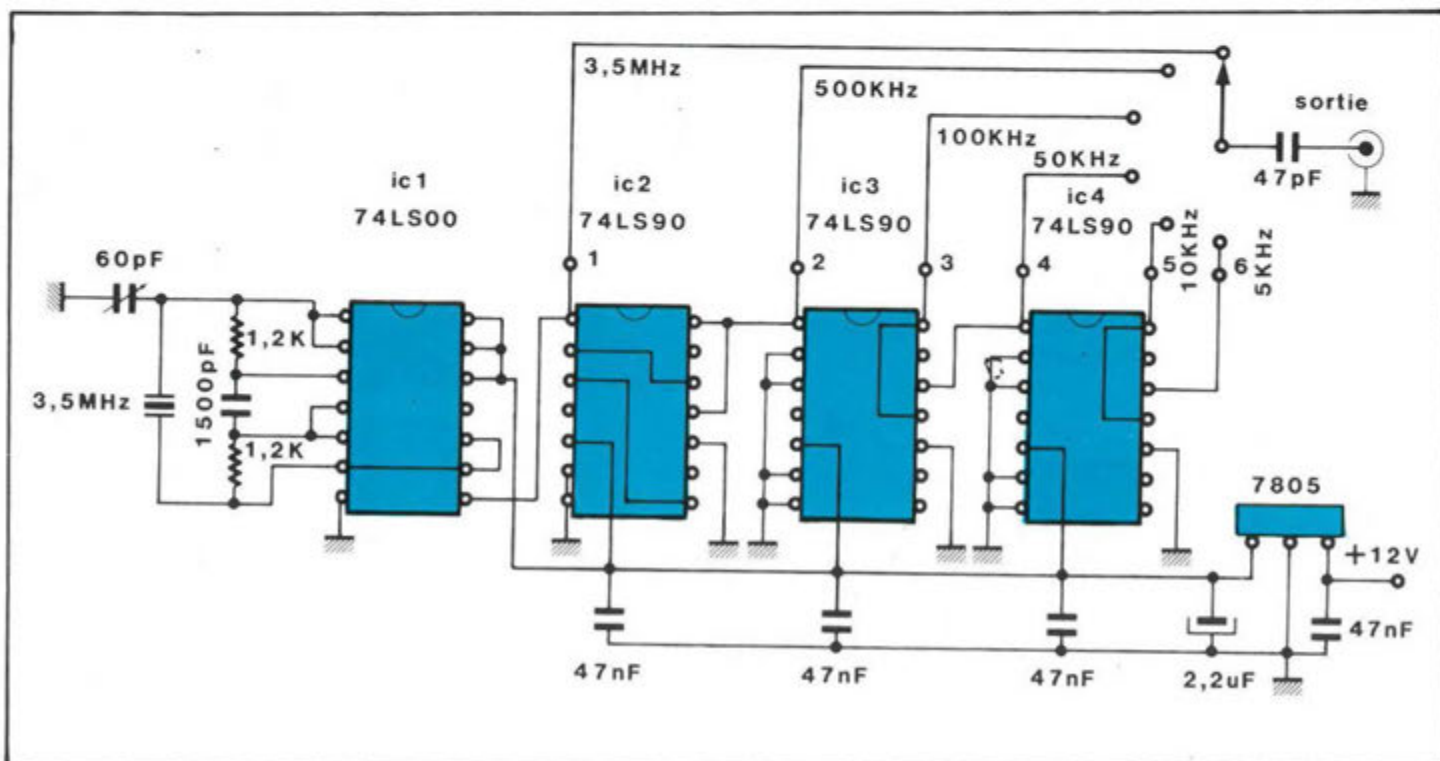 3,5MHz
500KHz
sortie
100KHz
50KHz
47pF
ic1
74LS00
ic2
74LS90
ic3
74LS90
ic4
74LS90
10KHz
5KHz
60pF
1
2
3
4
5
6
1,2K
1500pF
3,5MHz
1,2K
7805
+12V
47nF
47nF
47nF
47nF
2,2uF